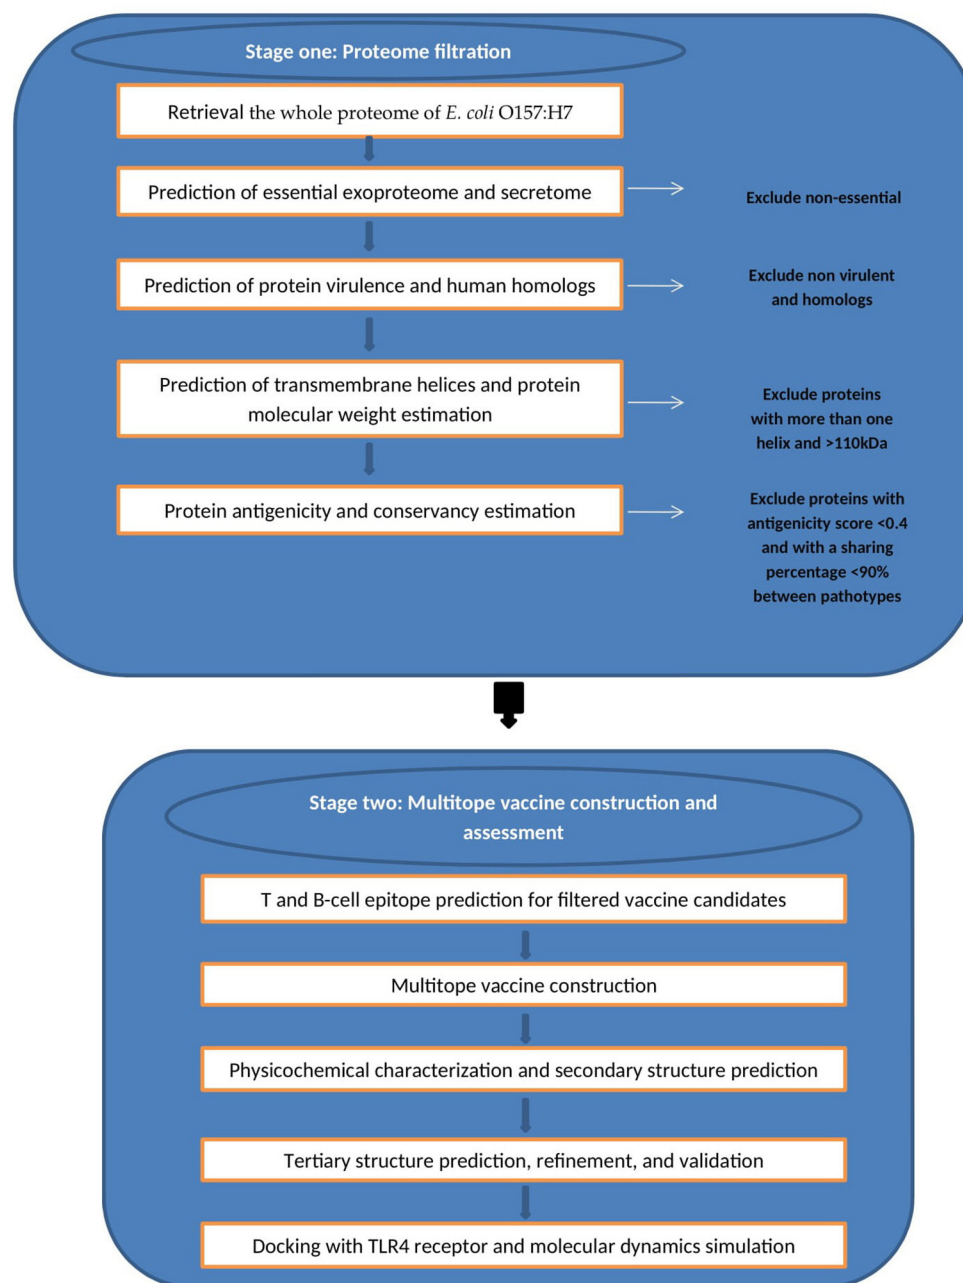 Stage one: Proteome filtration
Retrieval the whole proteome of E. coli O157:H7
Prediction of essential exoproteome and secretome
Exclude non-essential
Prediction of protein virulence and human homologs
Exclude non virulent
and homologs
Prediction of transmembrane helices and protein
molecular weight estimation
Exclude proteins
with more than one
helix and >110kDa
Protein antigenicity and conservancy estimation
Exclude proteins with
antigenicity score <0.4
and with a sharing
percentage <90%
between pathotypes
Stage two: Multitope vaccine construction and
assessment
T and B-cell epitope prediction for filtered vaccine candidates
Multitope vaccine construction
Physicochemical characterization and secondary structure prediction
Tertiary structure prediction, refinement, and validation
Docking with TLR4 receptor and molecular dynamics simulation